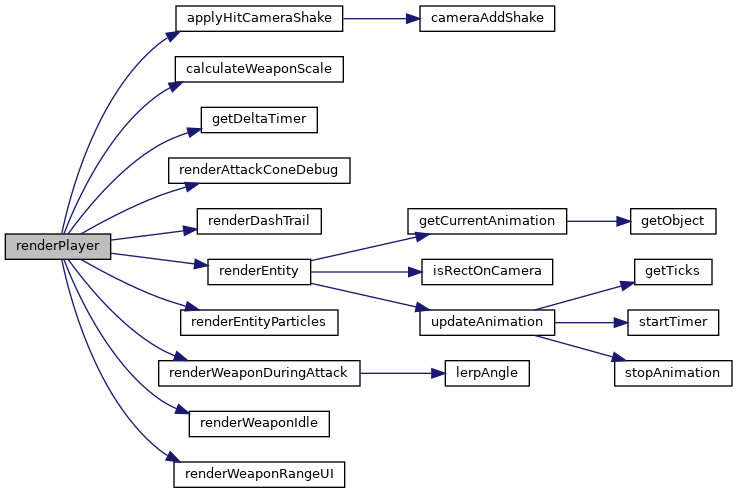 applyHitCameraShake
cameraAddShake
calculateWeaponScale
getDeltaTimer
renderAttackConeDebug
renderDashTrail
getCurrentAnimation
getObject
renderPlayer
renderEntity
isRectOnCamera
getTicks
renderEntityParticles
updateAnimation
startTimer
renderWeaponDuringAttack
lerpAngle
stopAnimation
renderWeaponIdle
renderWeaponRangeUI